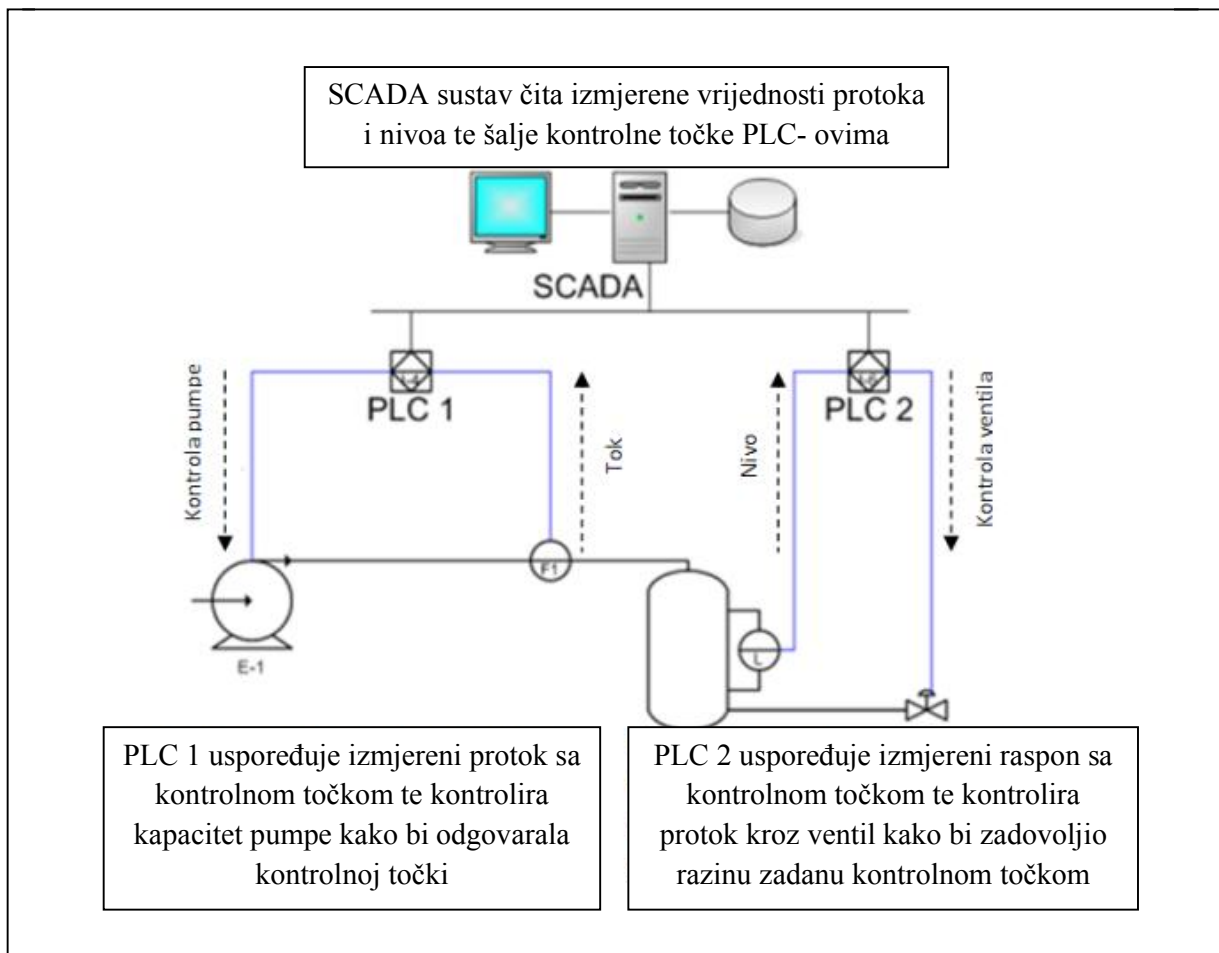 SCADA sustav čita izmjerene vrijednosti protoka
i nivoa te šalje kontrolne točke PLC- ovima
SCADA
PLC 1
PLC 2
Kontrola pumpe
Tok
Nivo
Kontrola ventila
F1
E-1
L
PLC 1 uspoređuje izmjereni protok sa
kontrolnom točkom te kontrolira
kapacitet pumpe kako bi odgovarala
kontrolnoj točki
PLC 2 uspoređuje izmjereni raspon sa
kontrolnom točkom te kontrolira
protok kroz ventil kako bi zadovoljio
razinu zadanu kontrolnom točkom